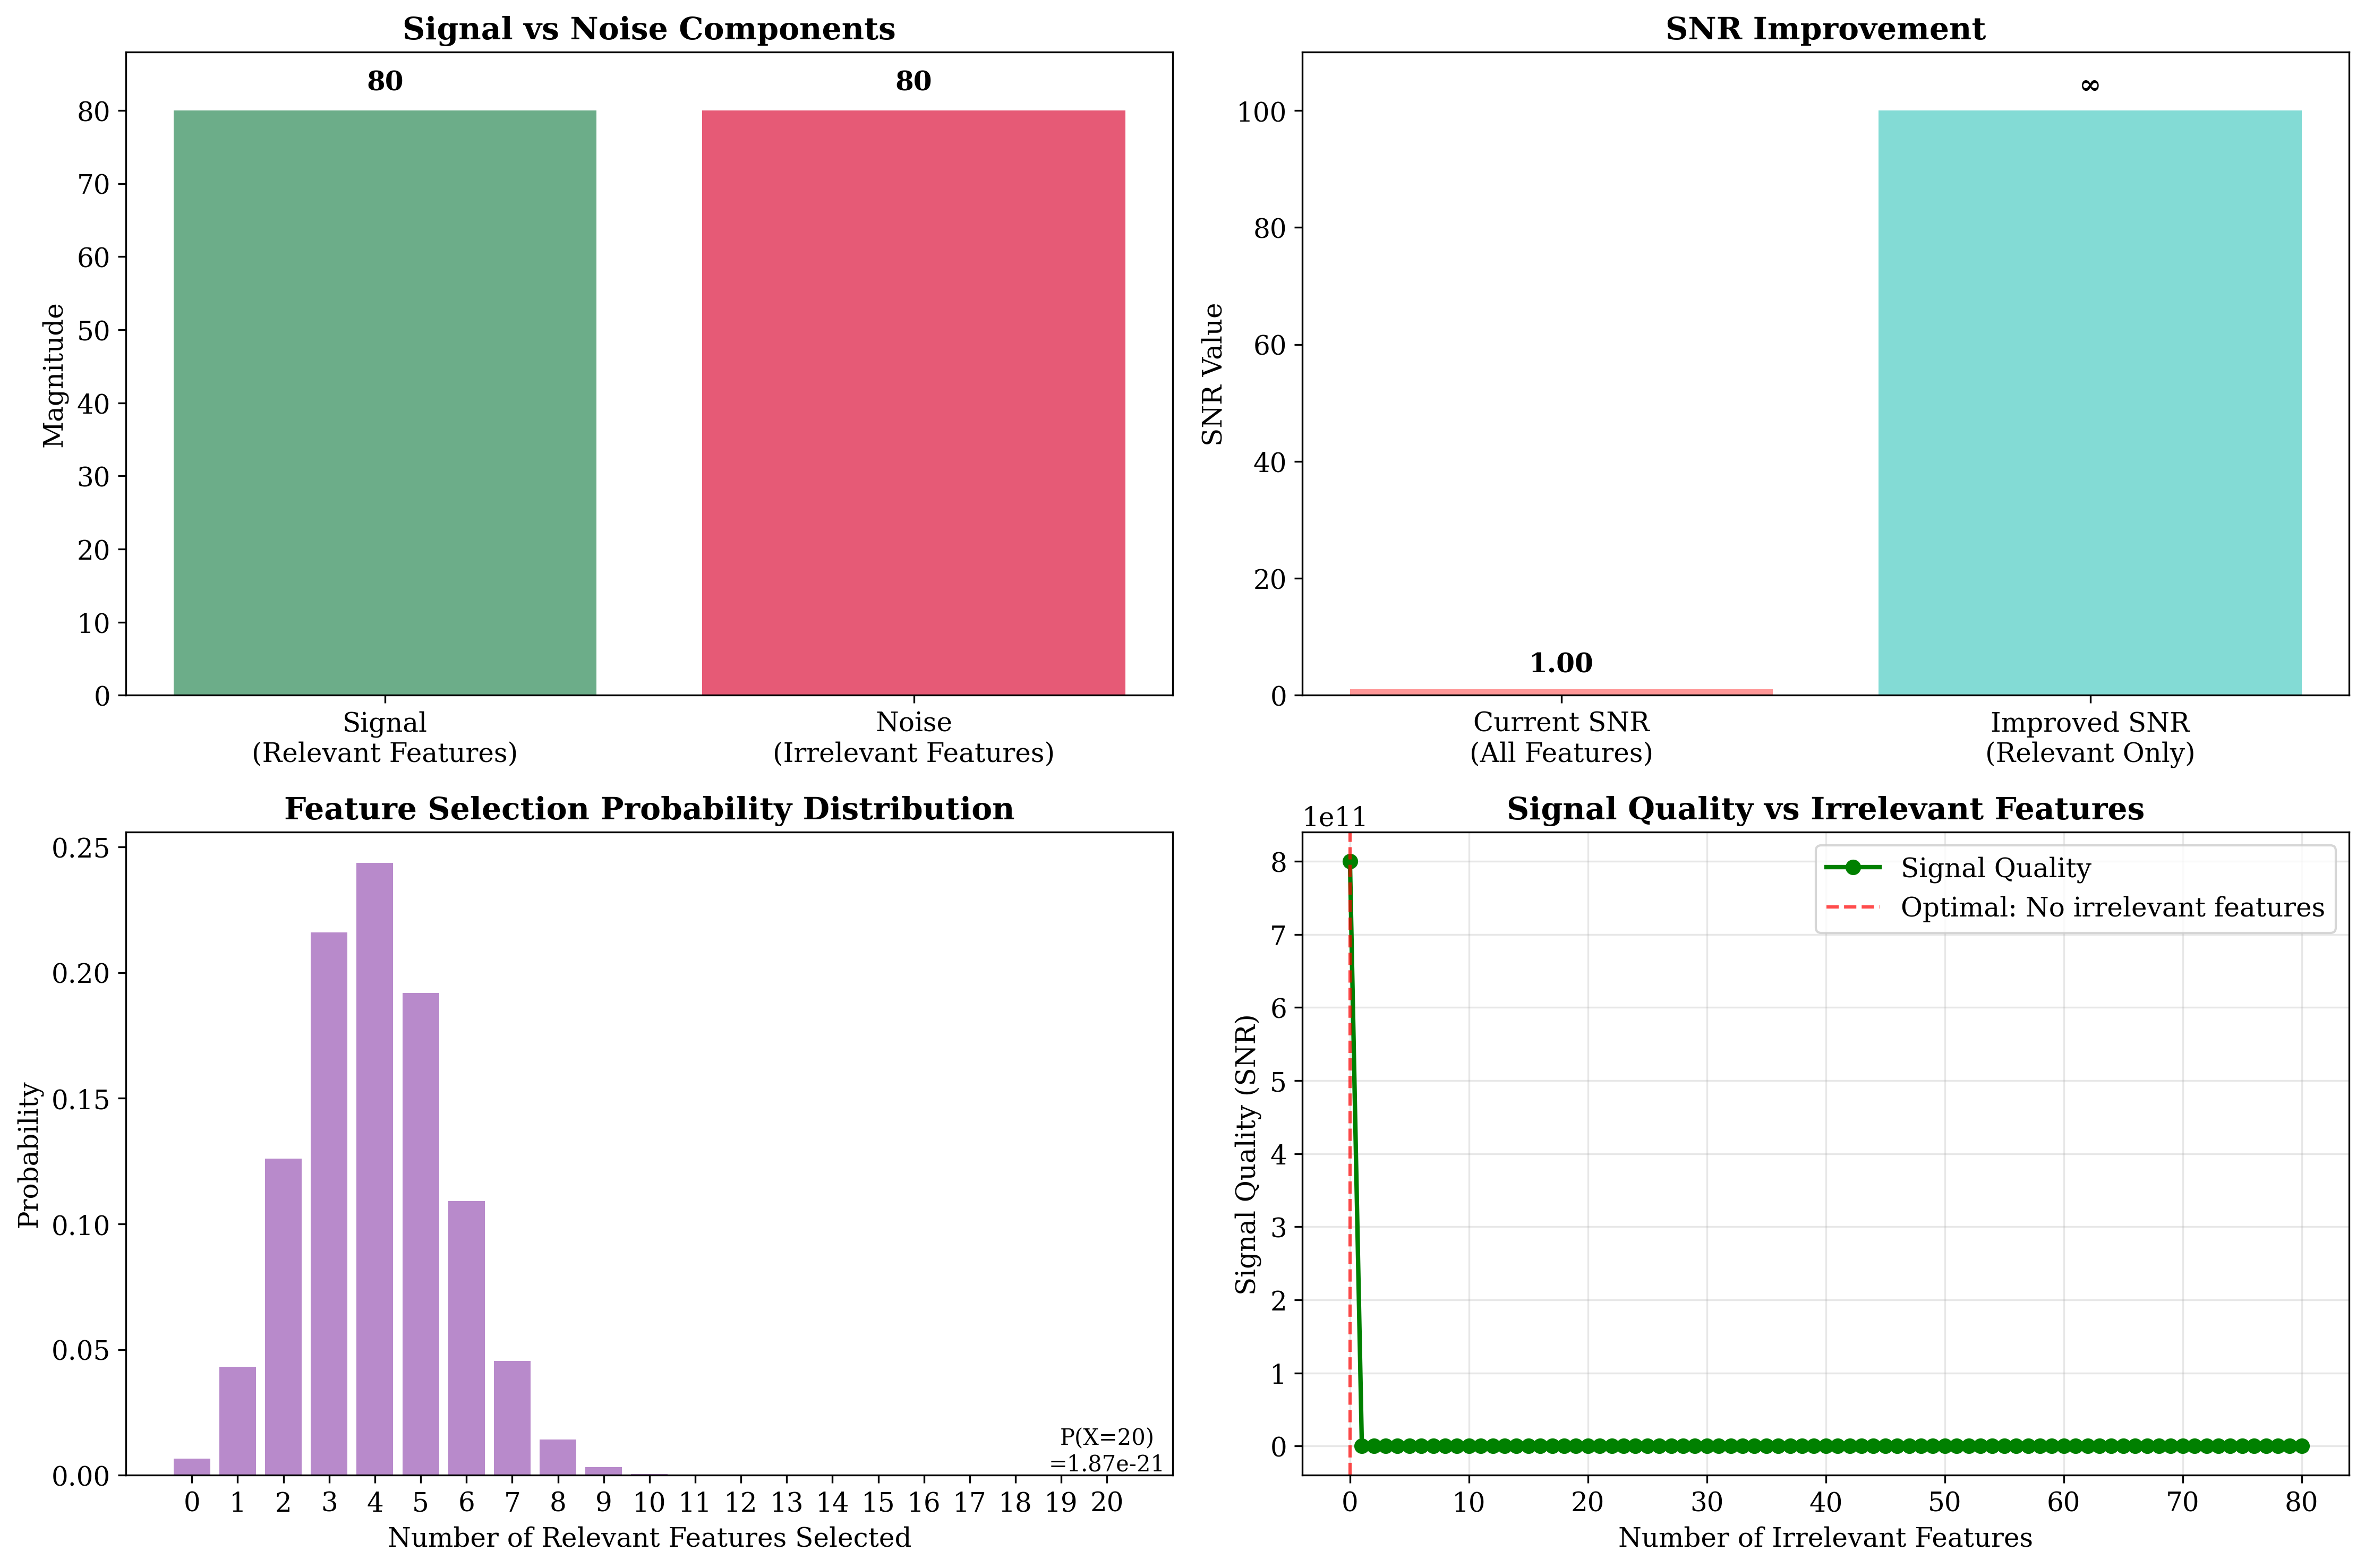 Signal vs Noise Components
80
80
Magnitude
80
70
60
50
40
30
20
10
0
Signal
(Relevant Features)
Noise
(Irrelevant Features)
SNR Improvement
∞
1.00
SNR Value
100
80
60
40
20
0
Current SNR
(All Features)
Improved SNR
(Relevant Only)
Feature Selection Probability Distribution
Probability
0.25
0.20
0.15
0.10
0.05
0.00
P(X=20)
=1.87e-21
0 1 2 3 4 5 6 7 8 9 10 11 12 13 14 15 16 17 18 19 20
Number of Relevant Features Selected
Signal Quality vs Irrelevant Features
1e11
Signal Quality
Optimal: No irrelevant features
Signal Quality (SNR)
8
7
6
5
4
3
2
1
0
0 10 20 30 40 50 60 70 80
Number of Irrelevant Features